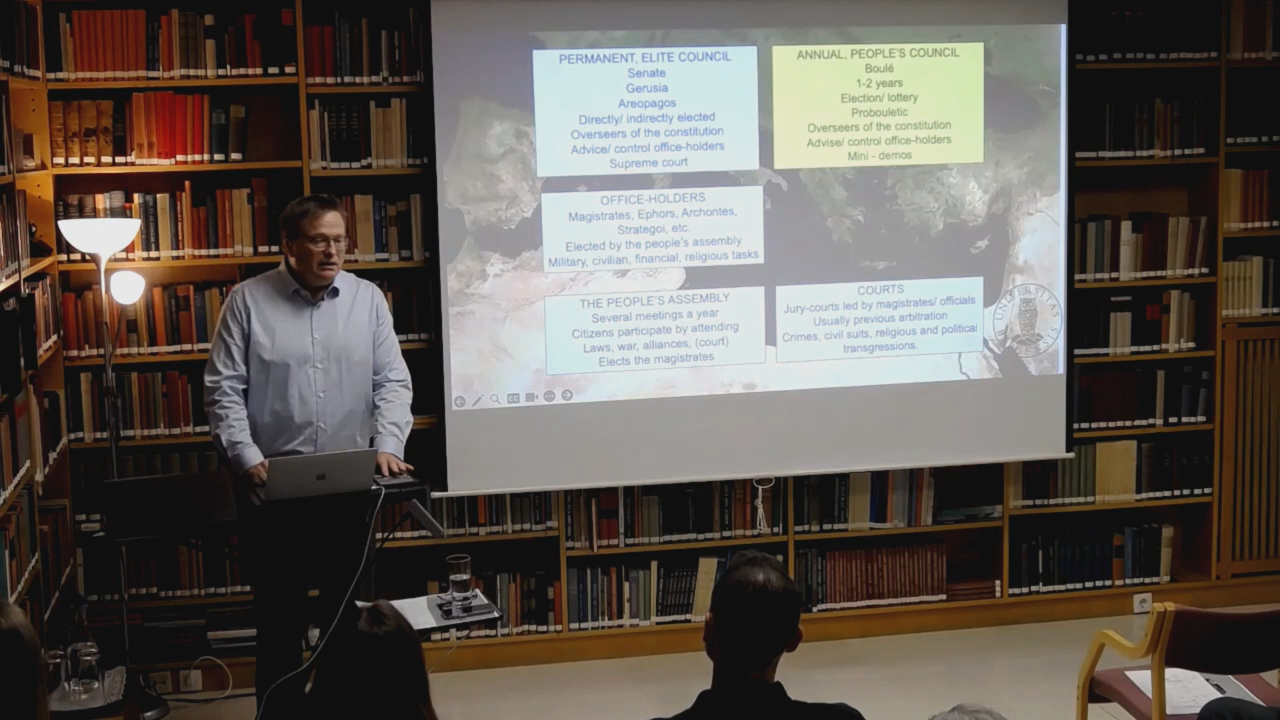 PERMANENT, ELITE COUNCIL
Senate
Gerusia
Areopagos
Directly/ indirectly elected
Overseers of the constitution
Advice/ control office-holders
Supreme court
ANNUAL, PEOPLE'S COUNCIL
Boulé
1-2 years
Election/ lottery
Probouletic
Overseers of the constitution
Advise/ control office-holders
Mini - demos
OFFICE-HOLDERS
Magistrates, Ephors, Archontes,
Strategoi, etc.
Elected by the people's assembly
Military, civilian, financial, religious tasks
THE PEOPLE'S ASSEMBLY
Several meetings a year
Citizens participate by attending
Laws, war, alliances, (court)
Elects the magistrates
COURTS
Jury-courts led by magistrates/ officials
Usually previous arbitration
Crimes, civil suits, religious and political
transgressions.
UNIVERSITAS
CC